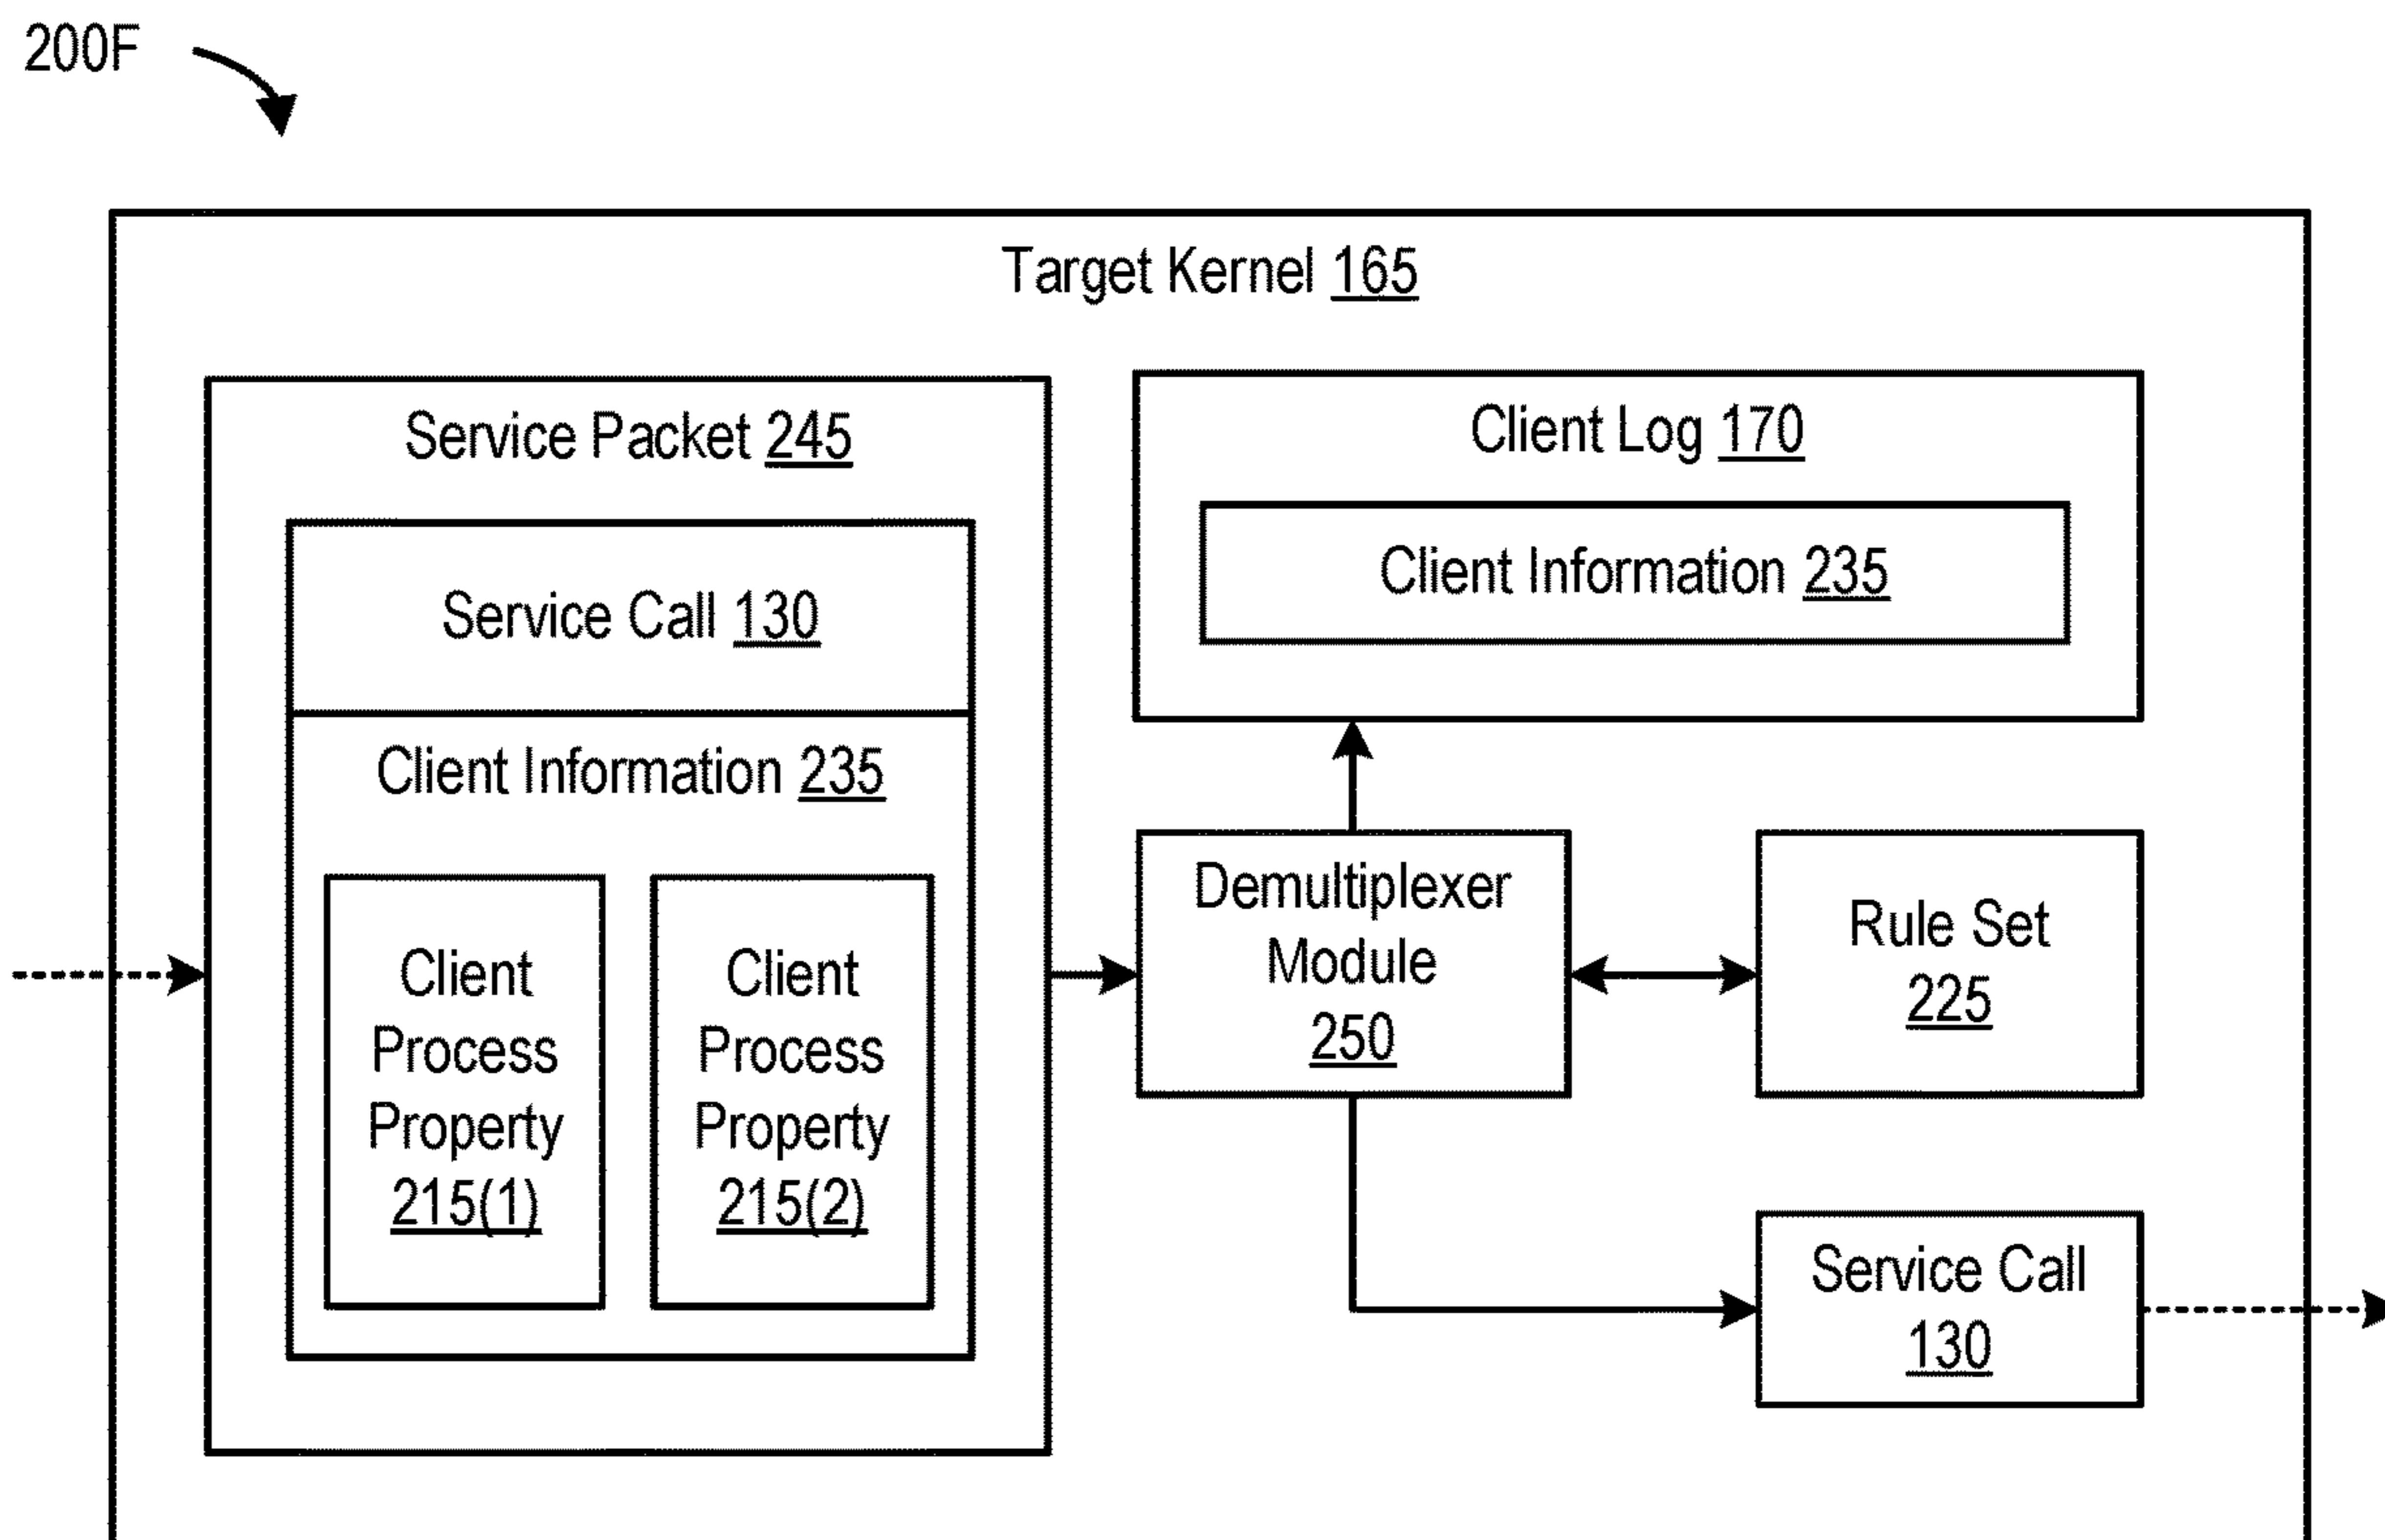 200F
Target Kernel 165
Service Packet 245
Service Call 130
Client Information 235
Client
Process
Property
215(1)
Client
Process
Property
215(2)
Client Log 170
Client Information 235
Demultiplexer
Module
250
Rule Set
225
Service Call
130